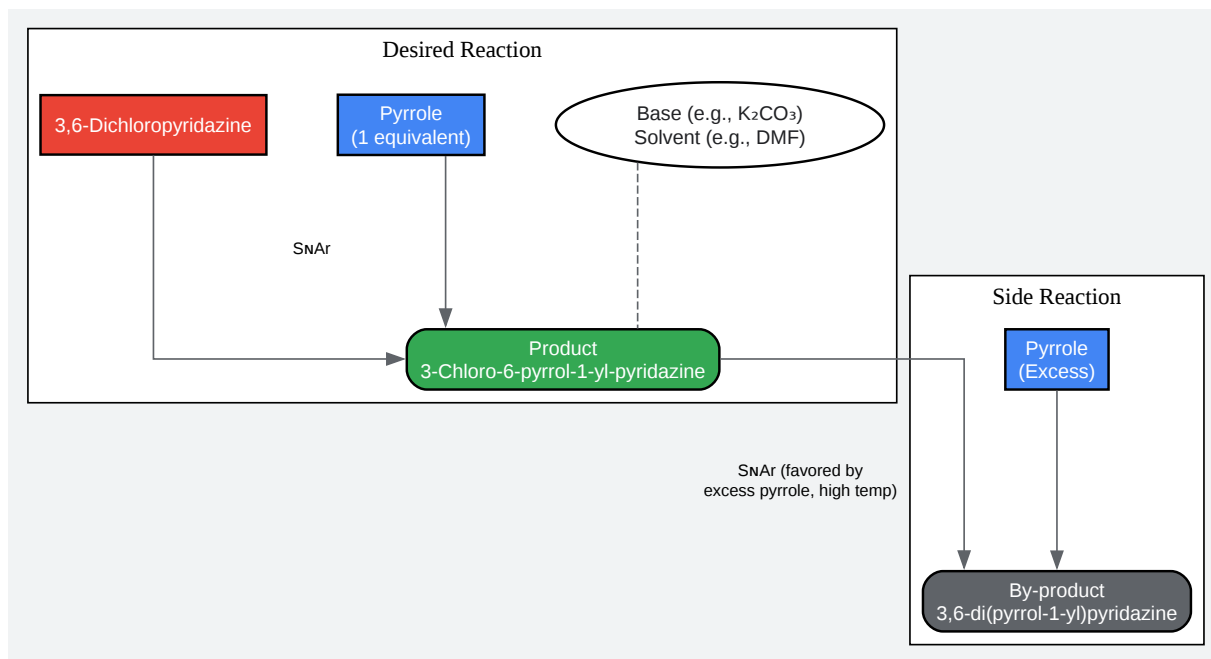 Desired Reaction
3,6-Dichloropyridazine
Pyrrole
(1 equivalent)
Base (e.g., K₂CO₃)
Solvent (e.g., DMF)
SɴAr
Product
3-Chloro-6-pyrrol-1-yl-pyridazine
Side Reaction
Pyrrole
(Excess)
SɴAr (favored by
excess pyrrole, high temp)
By-product
3,6-di(pyrrol-1-yl)pyridazine